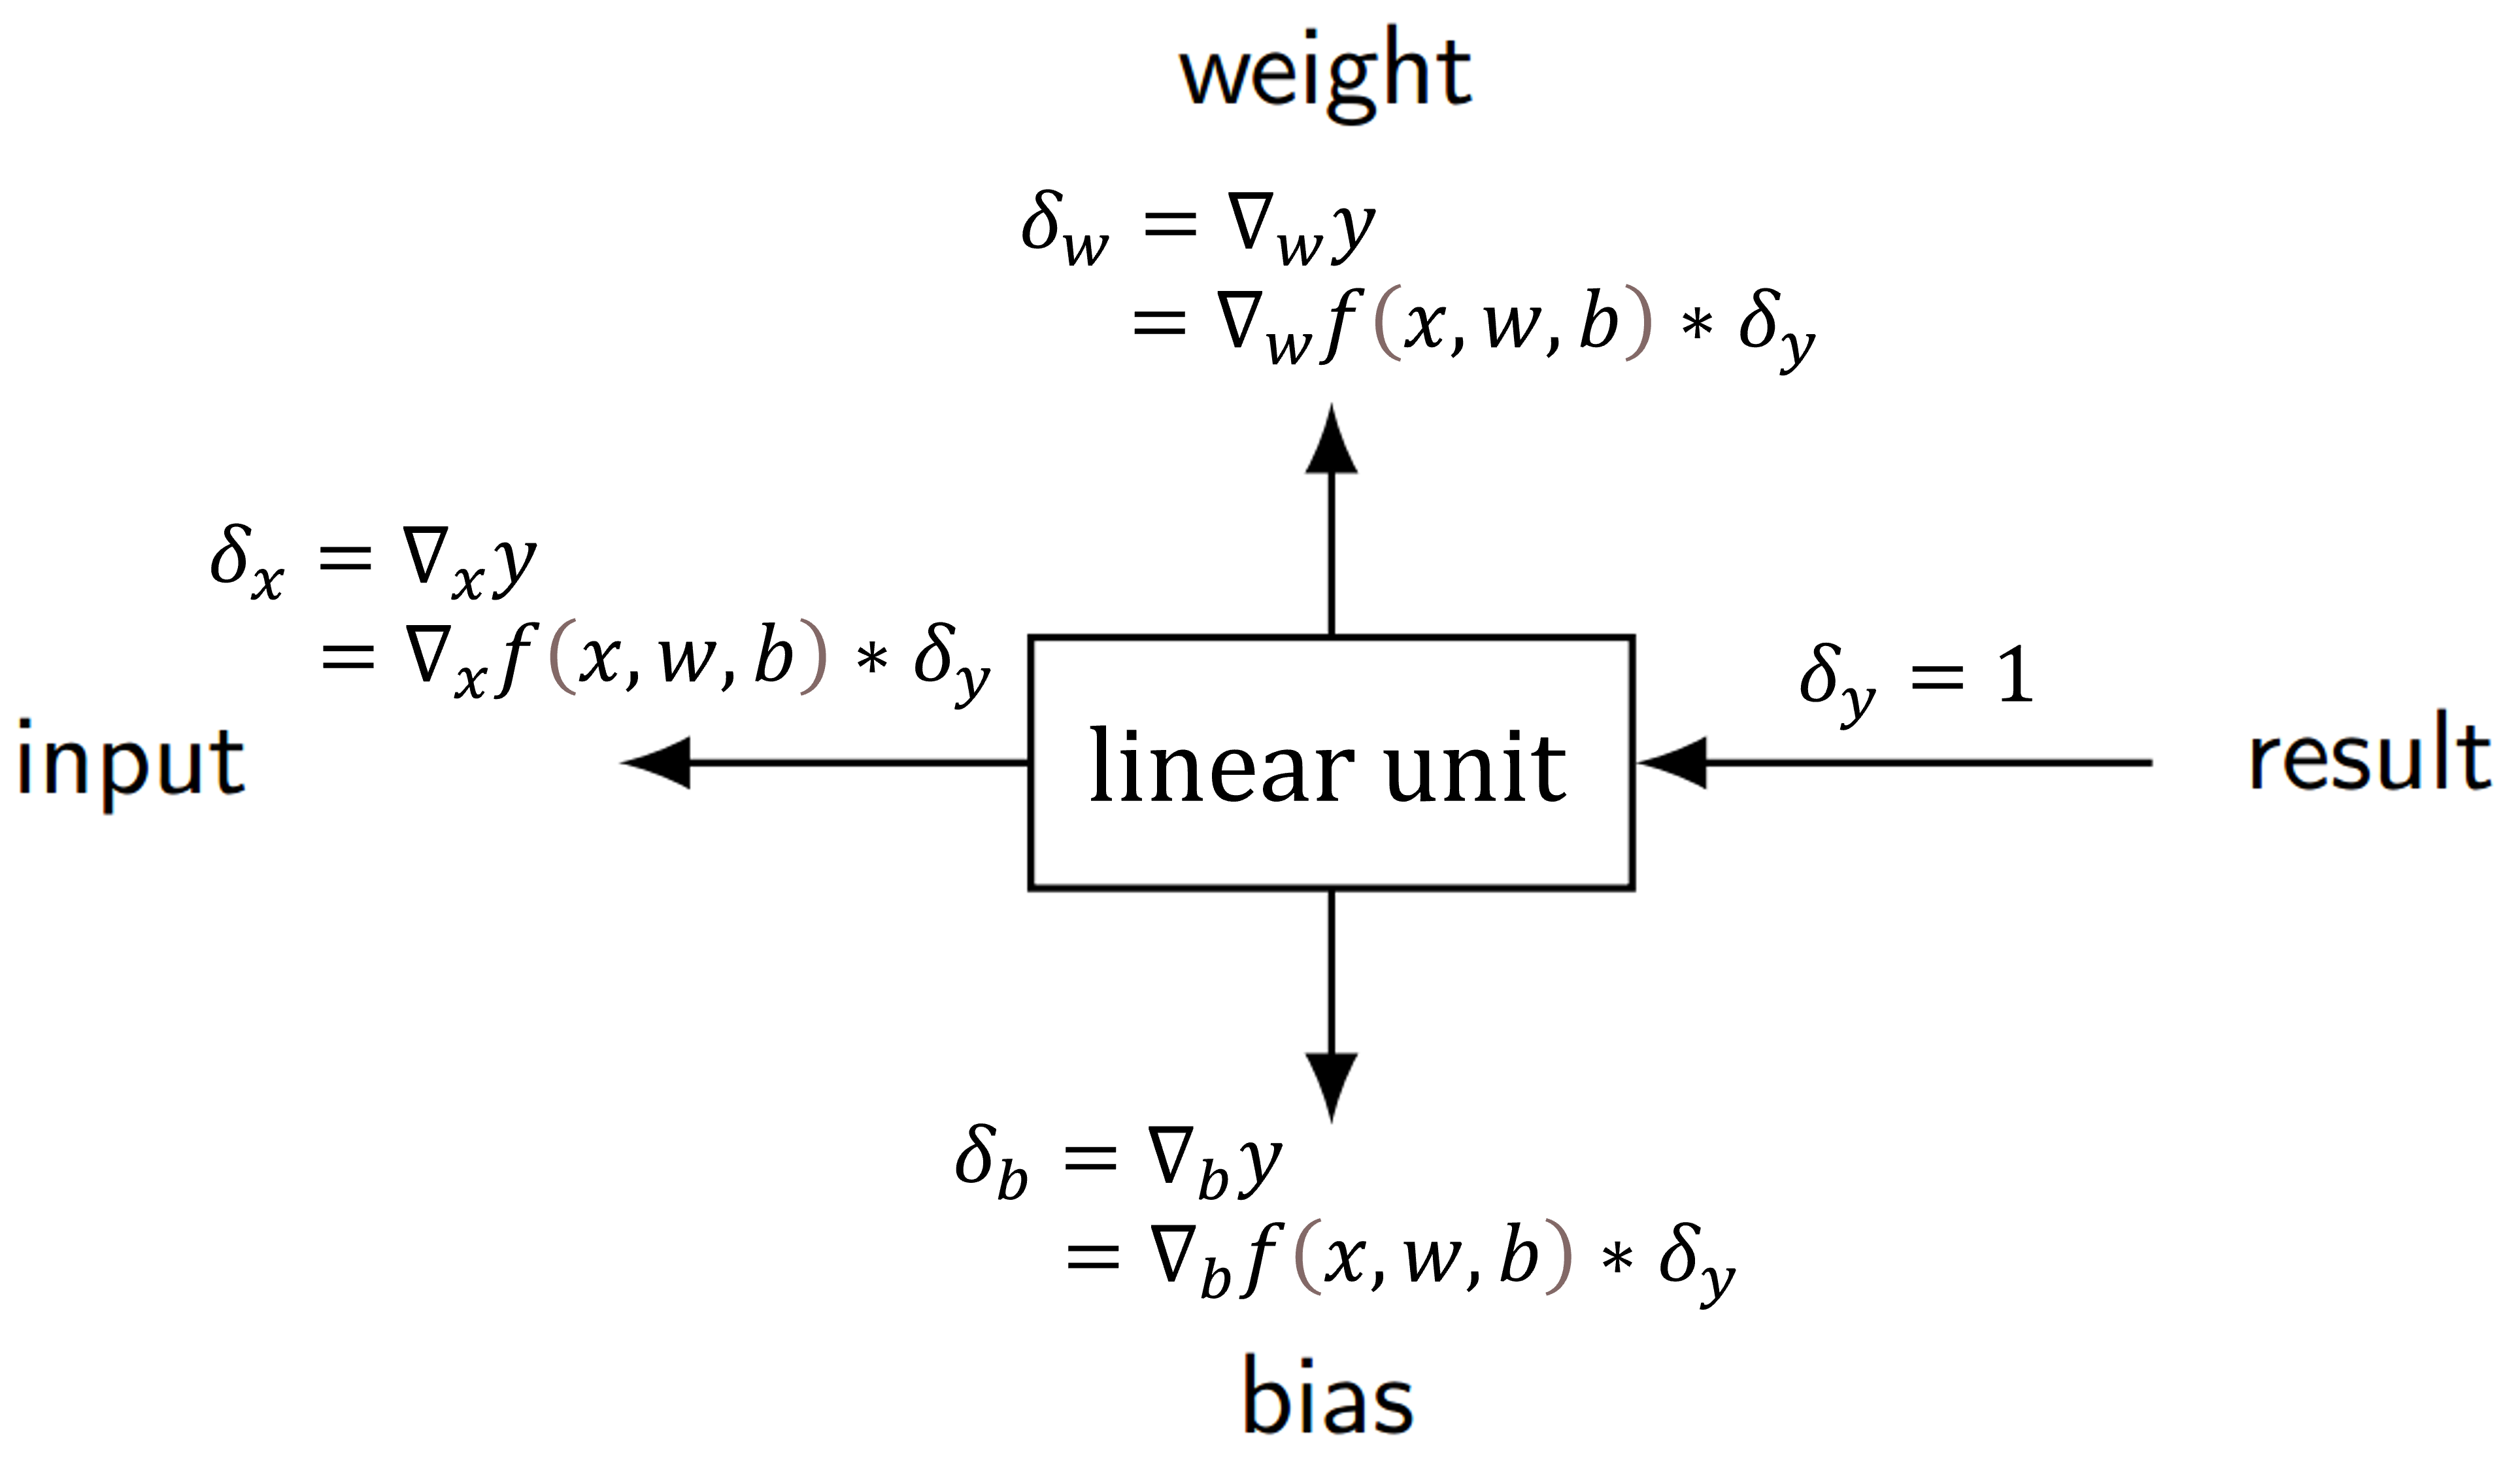 weight
δ_w = ∇_w y
= ∇_w f(x, w, b) * δ_y
δ_x = ∇_x y
= ∇_x f(x, w, b) * δ_y
δ_y = 1
input
linear unit
result
δ_b = ∇_b y
= ∇_b f(x, w, b) * δ_y
bias